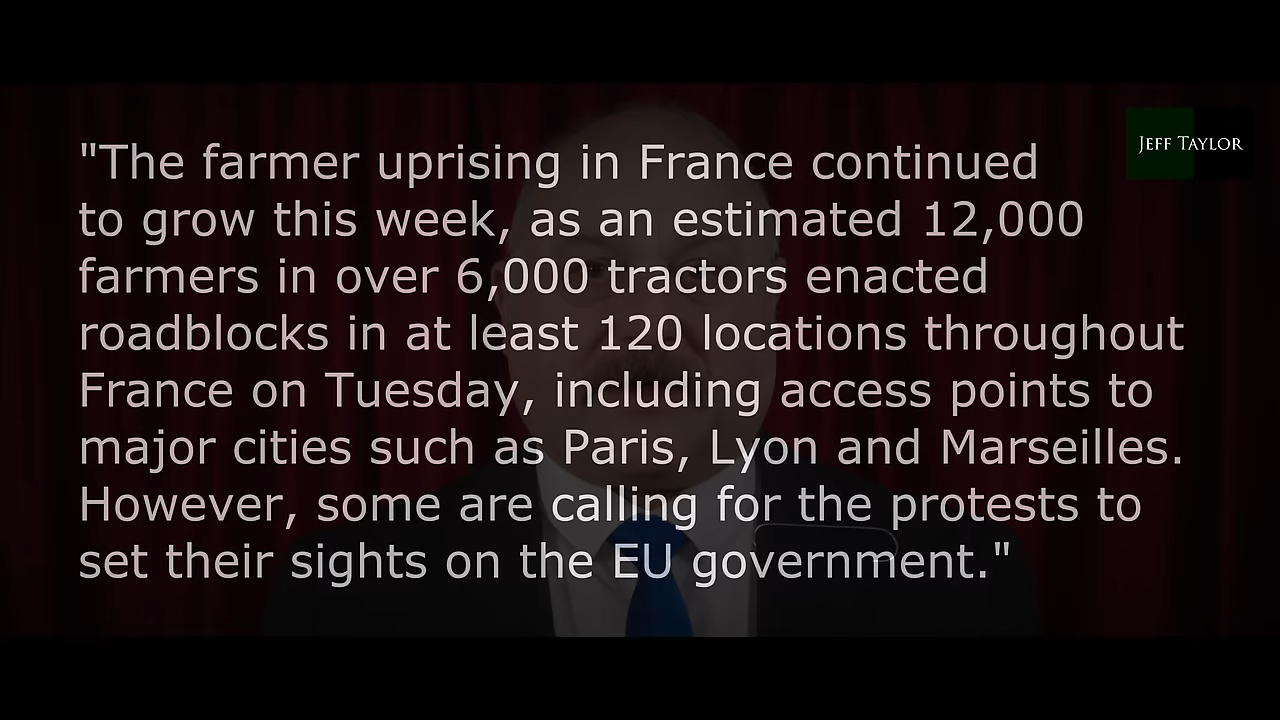 "The farmer uprising in France continued
to grow this week, as an estimated 12,000
farmers in over 6,000 tractors enacted
roadblocks in at least 120 locations throughout
France on Tuesday, including access points to
major cities such as Paris, Lyon and Marseilles.
However, some are calling for the protests to
set their sights on the EU government."
JEFF TAYLOR